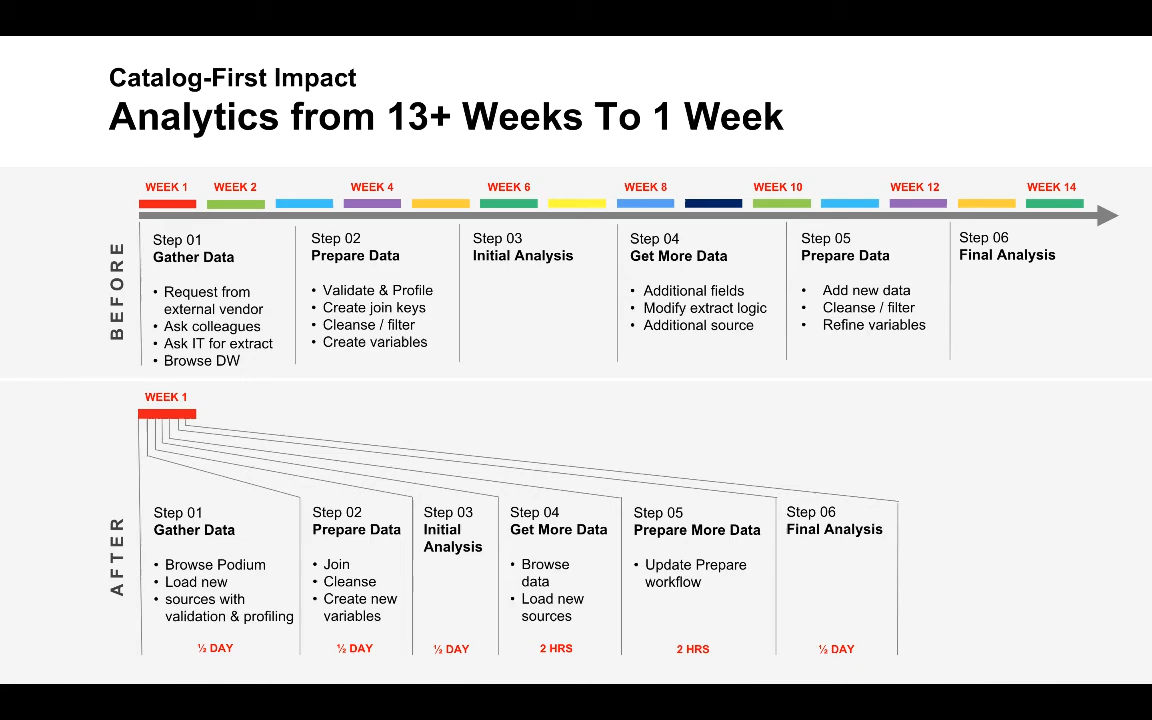 Catalog-First Impact
Analytics from 13+ Weeks To 1 Week
WEEK 1 WEEK 2 WEEK 4 WEEK 6 WEEK 8 WEEK 10 WEEK 12 WEEK 14
BEFORE
Step 01
Gather Data
• Request from
external vendor
• Ask colleagues
• Ask IT for extract
• Browse DW
Step 02
Prepare Data
• Validate & Profile
• Create join keys
• Cleanse / filter
• Create variables
Step 03
Initial Analysis
Step 04
Get More Data
• Additional fields
• Modify extract logic
• Additional source
Step 05
Prepare Data
• Add new data
• Cleanse / filter
• Refine variables
Step 06
Final Analysis
WEEK 1
AFTER
Step 01
Gather Data
• Browse Podium
• Load new
• sources with
validation & profiling
½ DAY
Step 02
Prepare Data
• Join
• Cleanse
• Create new
variables
½ DAY
Step 03
Initial
Analysis
½ DAY
Step 04
Get More Data
• Browse
data
• Load new
sources
2 HRS
Step 05
Prepare More Data
• Update Prepare
workflow
2 HRS
Step 06
Final Analysis
½ DAY